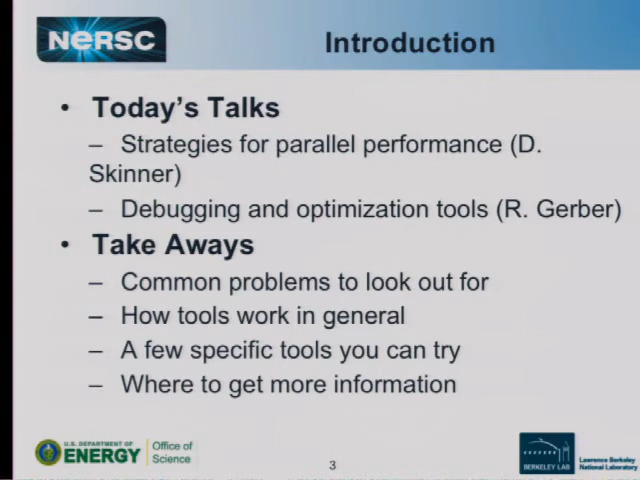 NERSC
Introduction
• Today's Talks
– Strategies for parallel performance (D.
Skinner)
– Debugging and optimization tools (R. Gerber)
• Take Aways
– Common problems to look out for
– How tools work in general
– A few specific tools you can try
– Where to get more information
U.S. DEPARTMENT OF
ENERGY
Office of
Science
3
BERKELEY LAB
Lawrence Berkeley
National Laboratory